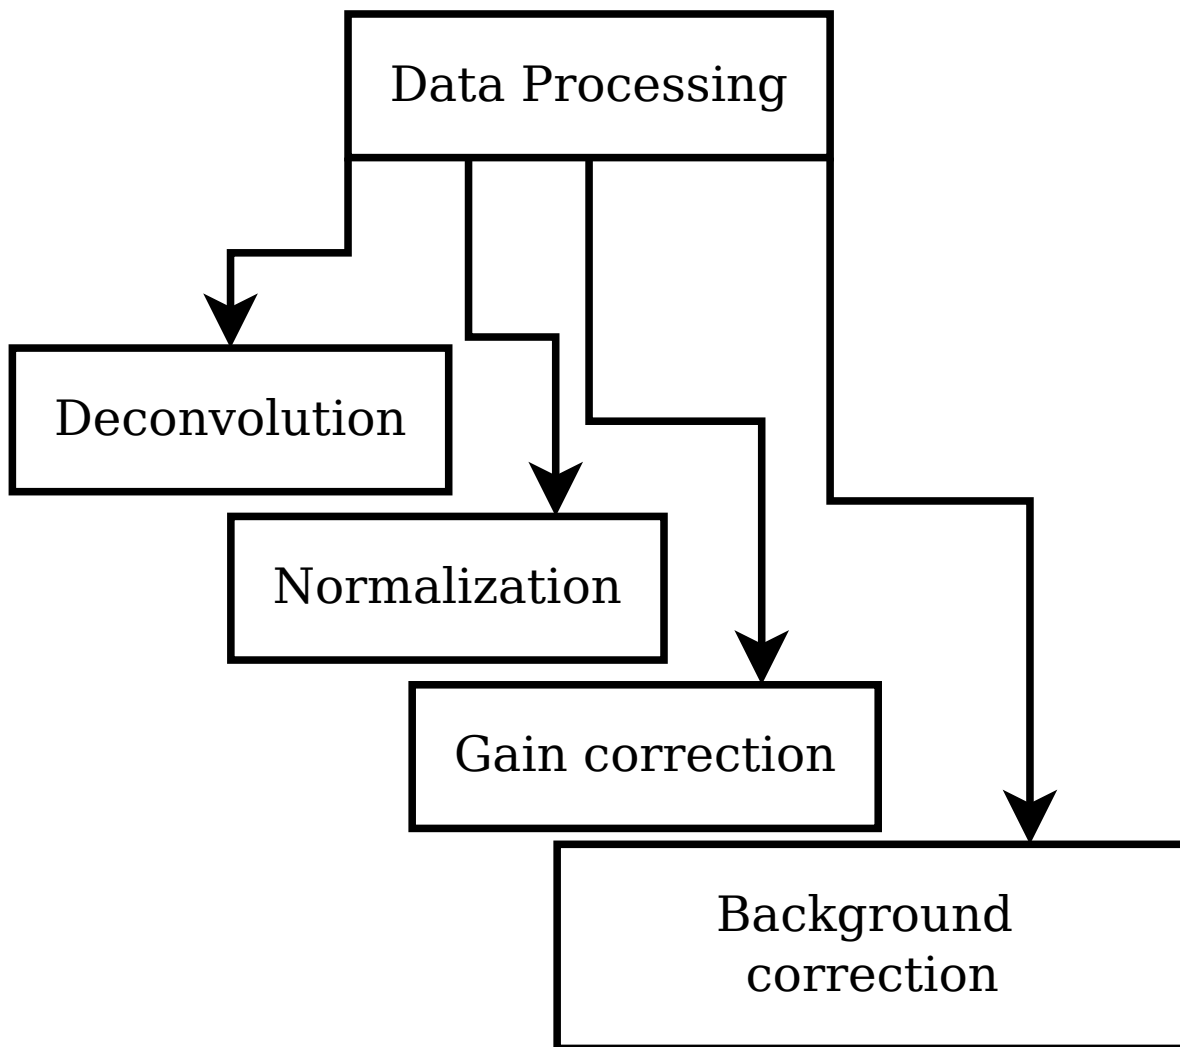 Data Processing
Deconvolution
Normalization
Gain correction
Background
correction